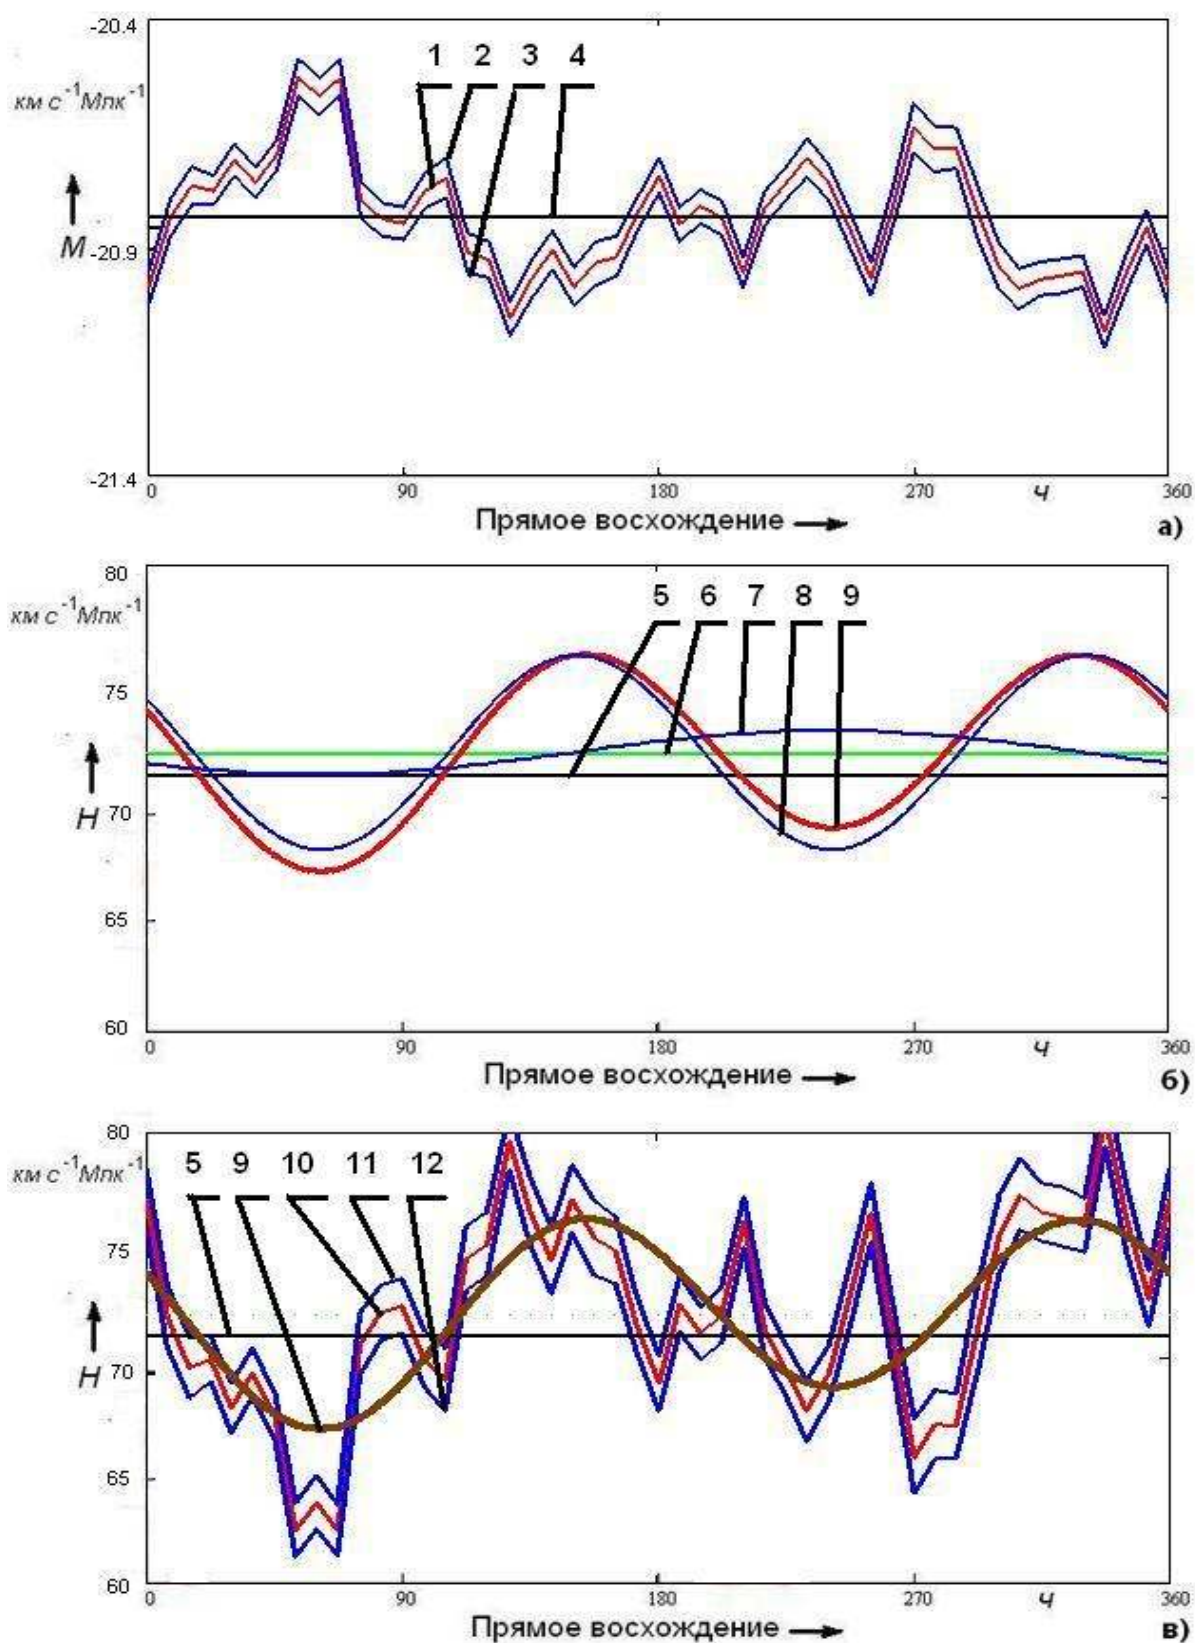 -20.4
1 2 3 4
км с⁻¹Мпк⁻¹
M
-20.9
-21.4
0 90 180 270 ч 360
Прямое восхождение
а)
80
км с⁻¹Мпк⁻¹
5 6 7 8 9
75
H
70
65
60
0 90 180 270 ч 360
Прямое восхождение
б)
80
км с⁻¹Мпк⁻¹
5 9 10 11 12
75
H
70
65
60
0 90 180 270 ч 360
Прямое восхождение
в)